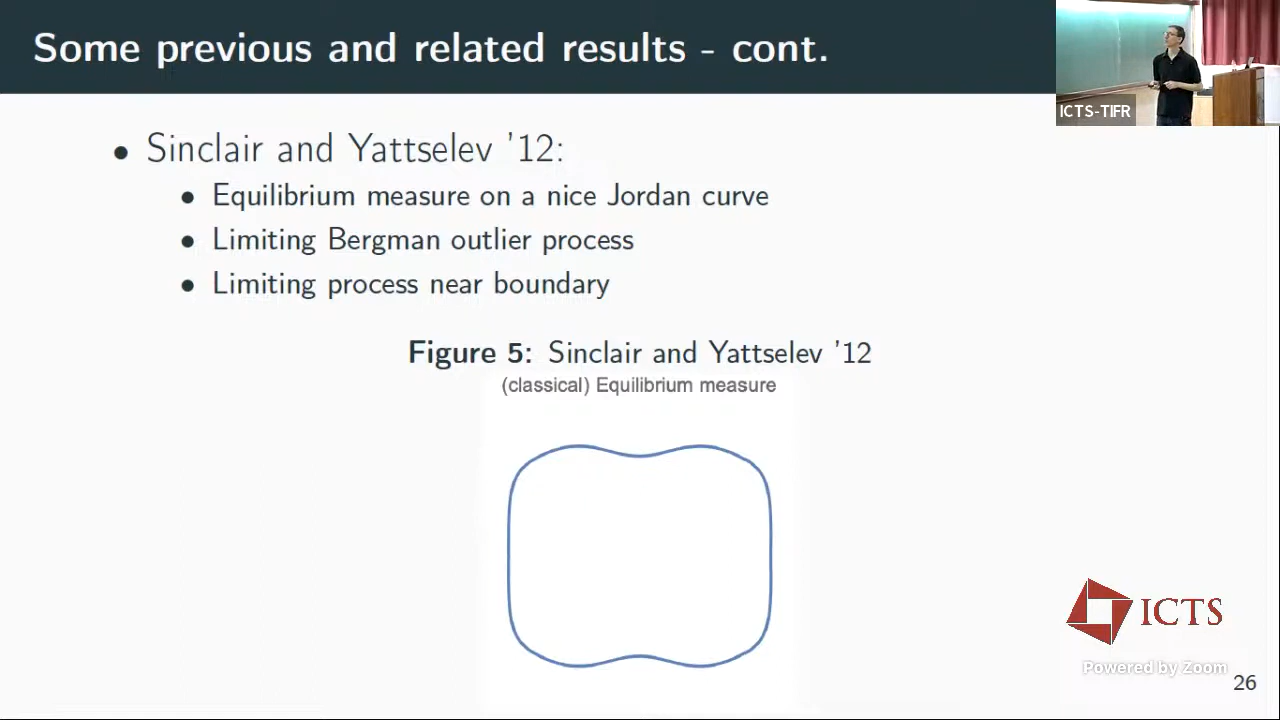 Some previous and related results - cont.
ICTS-TIFR
• Sinclair and Yattselev '12:
• Equilibrium measure on a nice Jordan curve
• Limiting Bergman outlier process
• Limiting process near boundary
Figure 5: Sinclair and Yattselev '12
(classical) Equilibrium measure
ICTS
Powered by Zoom
26